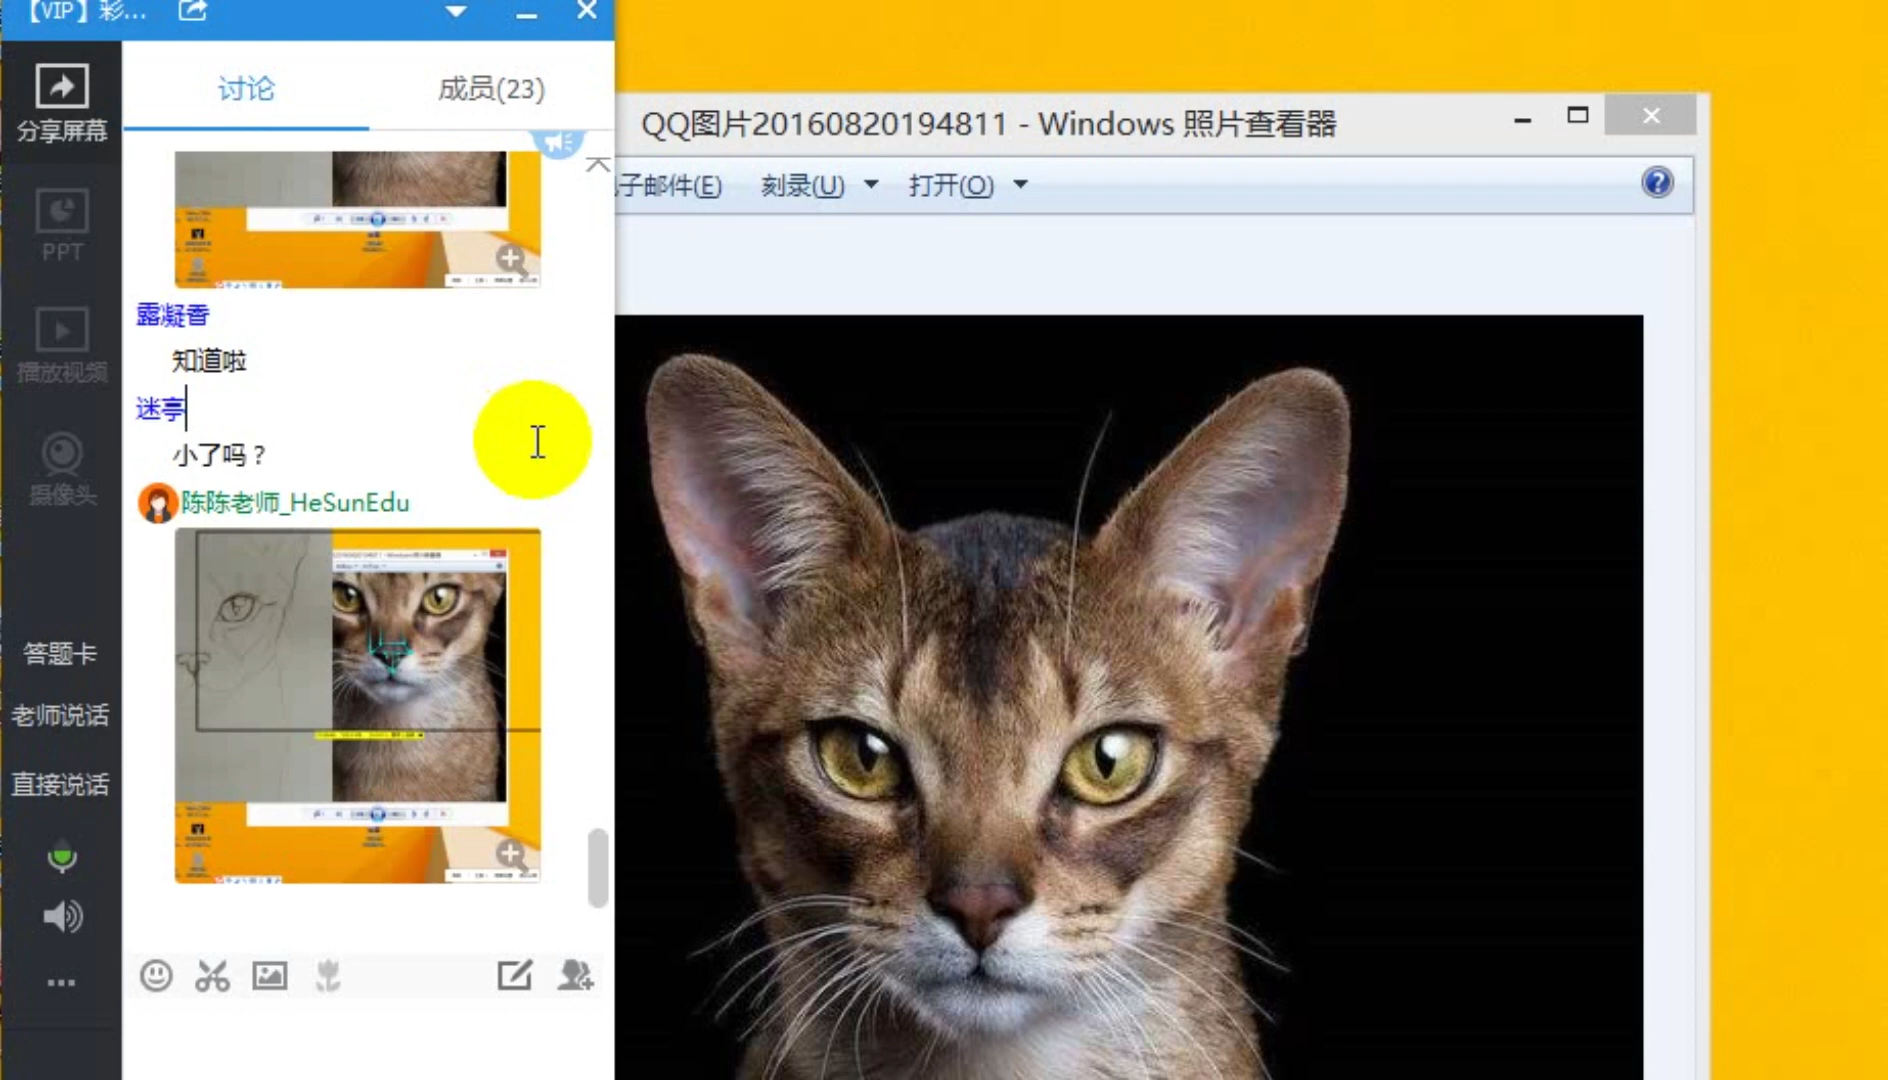 【VIP】彩...
分享屏幕
PPT
播放视频
摄像头
答题卡
老师说话
直接说话
...
讨论
成员(23)
露凝香
知道啦
迷亭
小了吗？
陈陈老师_HeSunEdu
QQ图片20160820194811 - Windows 照片查看器
子邮件(E) 刻录(U) 打开(O)